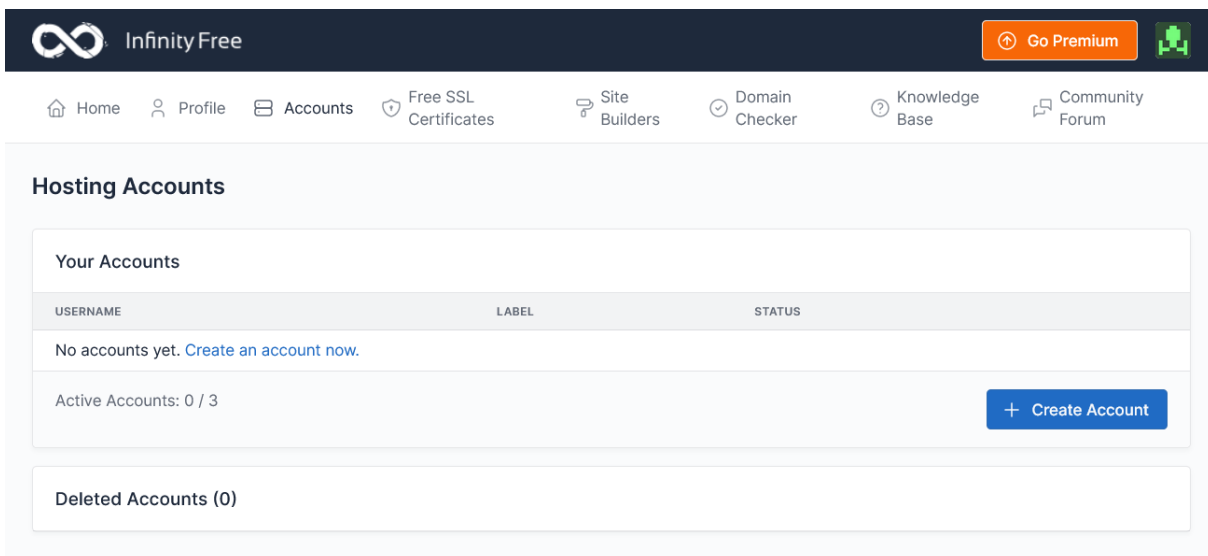 Infinity Free
Go Premium
Home
Profile
Accounts
Free SSL
Certificates
Site
Builders
Domain
Checker
Knowledge
Base
Community
Forum
Hosting Accounts
Your Accounts
USERNAME LABEL STATUS
No accounts yet. Create an account now.
Active Accounts: 0 / 3
+ Create Account
Deleted Accounts (0)